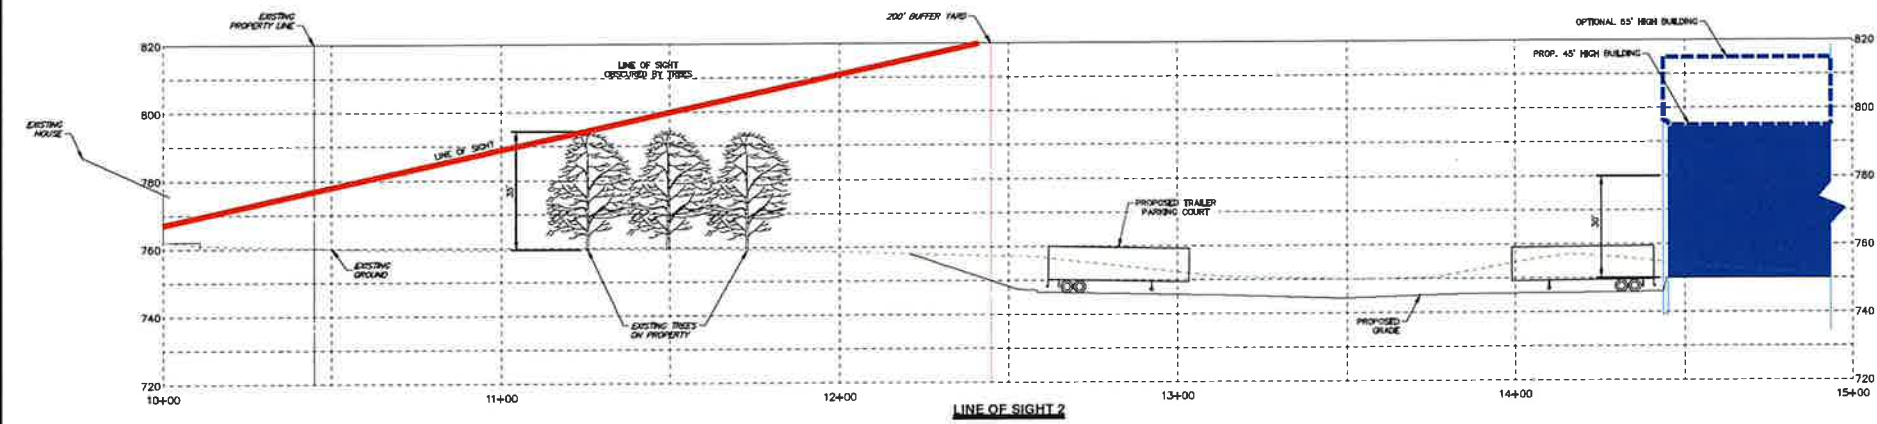 EXISTING
PROPERTY LINE
200' BUFFER YARD
OPTIONAL 65' HIGH BUILDING
PROP. 45' HIGH BUILDING
820
820
LINE OF SIGHT
OBSCURED BY TREES
800
800
EXISTING
HOUSE
LINE OF SIGHT
780
780
35'
30'
PROPOSED TRAILER
PARKING COURT
760
760
EXISTING
GROUND
740
740
EXISTING TREES
ON PROPERTY
PROPOSED
GRADE
720
720
10+00
11+00
12+00
13+00
14+00
15+00
LINE OF SIGHT 2